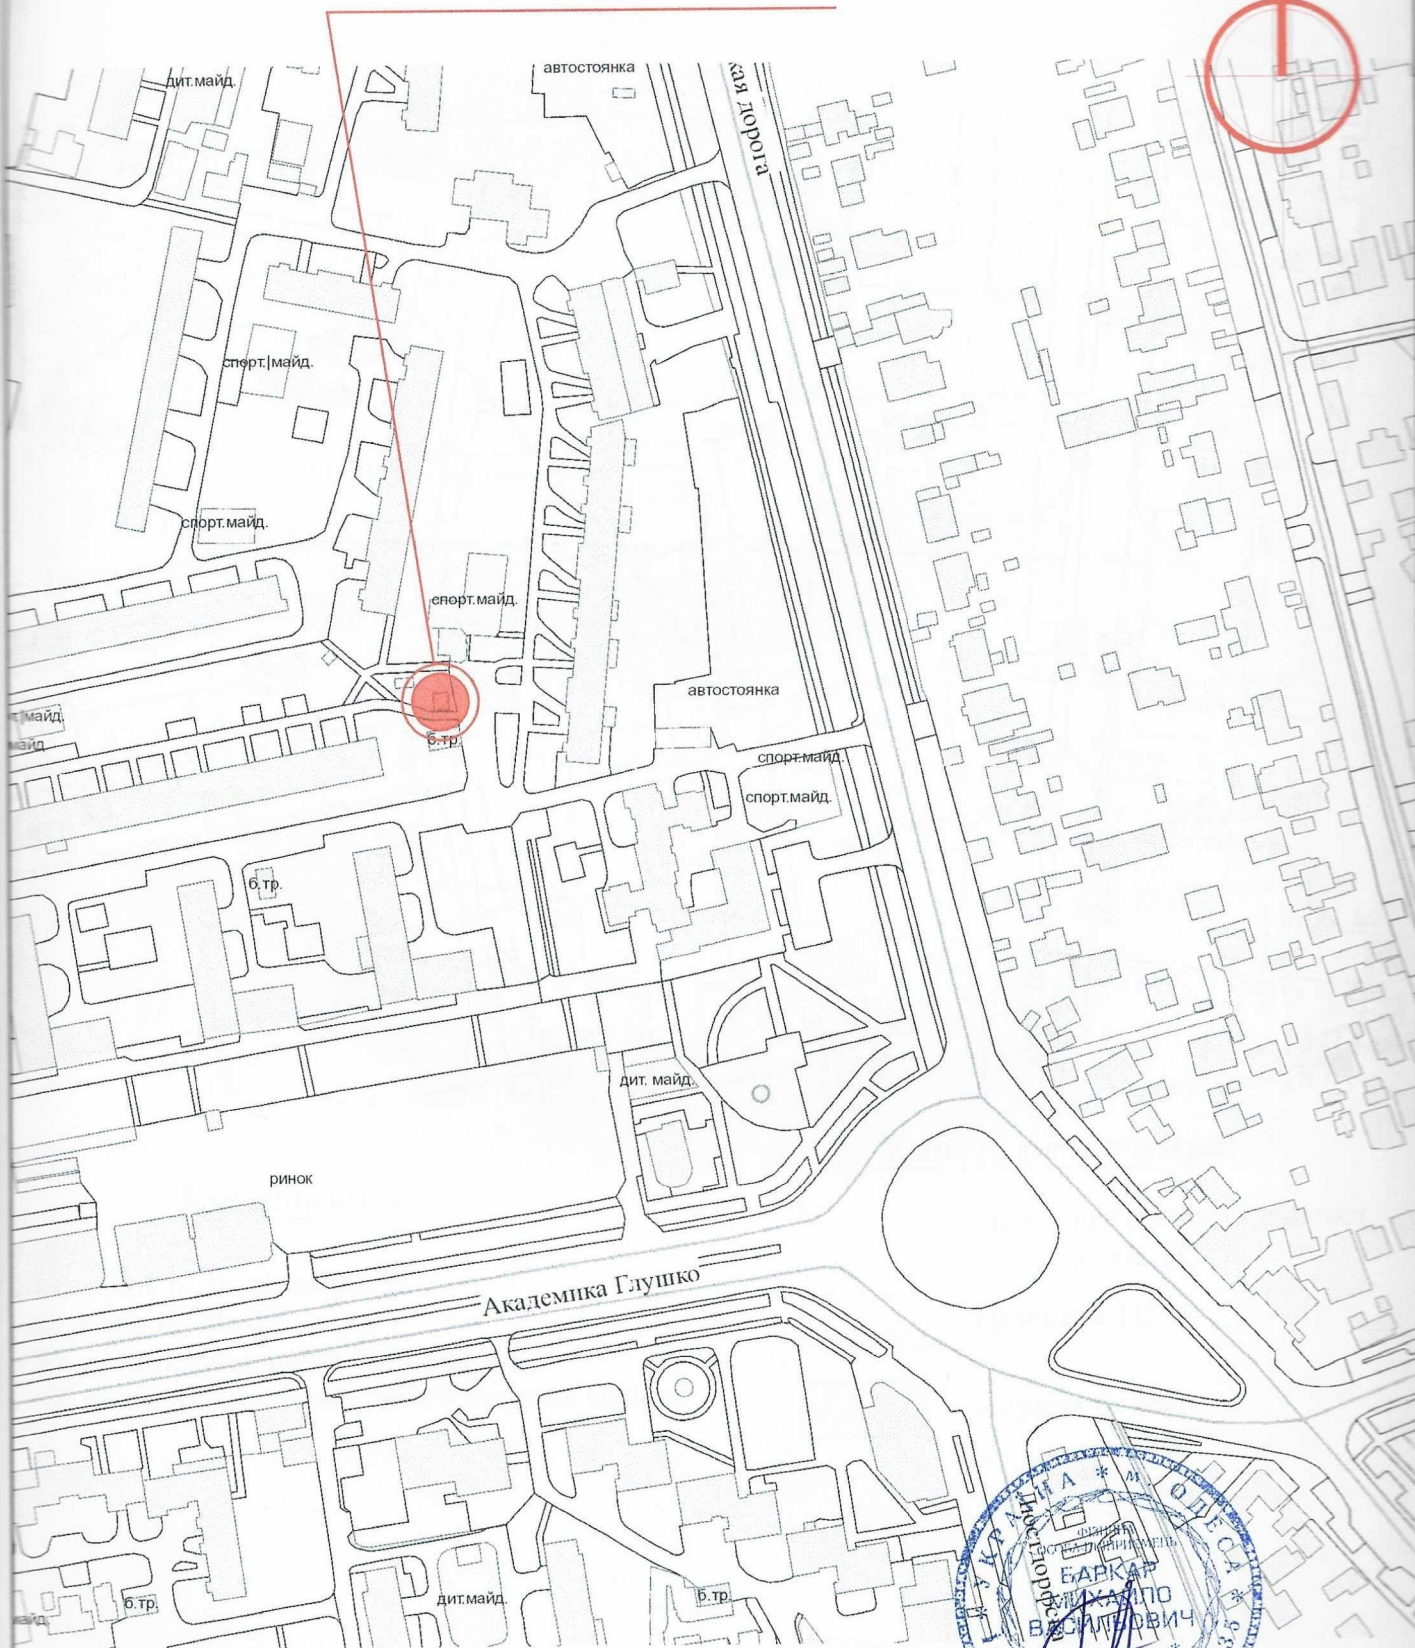 дит.майд.
автостоянка
кая дорога
спорт.майд.
спорт.майд.
спорт.майд.
автостоянка
майд.
майд.
б.тр.
спорт.майд.
спорт.майд.
б.тр.
дит. майд.
ринок
Академика Глушко
УКРАЇНА * м. ОДЕСА *
ФІЗИЧНА
ОСОБА ПІДПРИЄМЕЦЬ
БАРКАР
МИХАЙЛО
ВАСИЛЬОВИЧ
б.тр.
дит.майд.
б.тр.
майд.